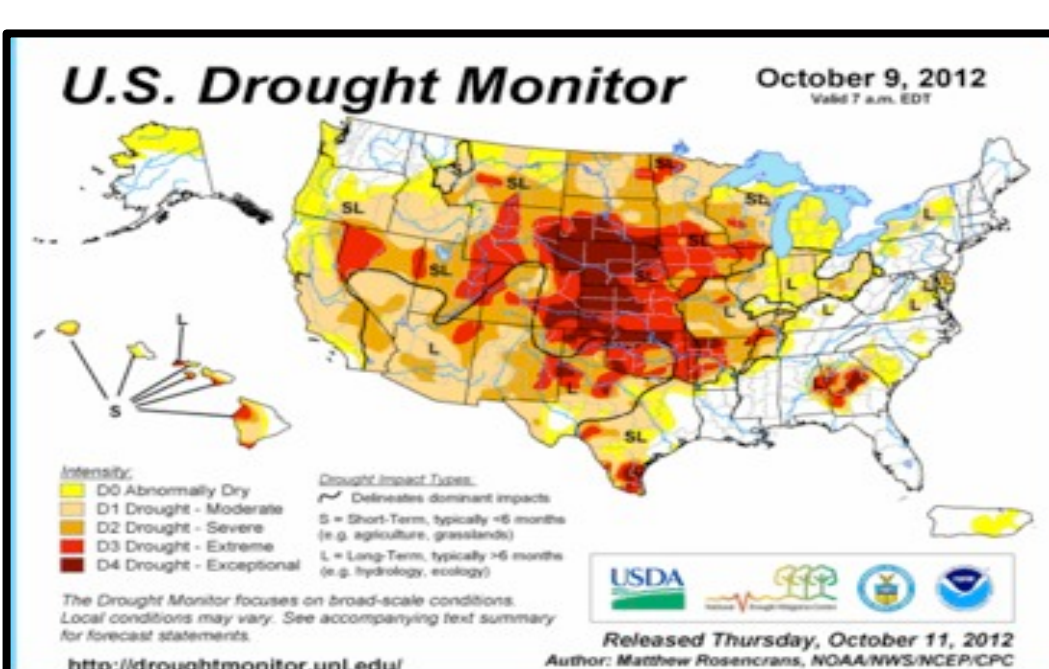 U.S. Drought Monitor
October 9, 2012
Valid 7 a.m. EDT
SL
SL
SL
SL
SL
SL
L
L
L
L
L
L
L
L
L
L
SL
L
S
Intensity:
D0 Abnormally Dry
D1 Drought - Moderate
D2 Drought - Severe
D3 Drought - Extreme
D4 Drought - Exceptional
Drought Impact Types:
Delineates dominant impacts
S = Short-Term, typically <6 months
(e.g. agriculture, grasslands)
L = Long-Term, typically >6 months
(e.g. hydrology, ecology)
USDA
National Drought Mitigation Center
The Drought Monitor focuses on broad-scale conditions.
Local conditions may vary. See accompanying text summary
for forecast statements.
http://droughtmonitor.unl.edu/
Released Thursday, October 11, 2012
Author: Matthew Rosencrans, NOAA/NWS/NCEP/CPC